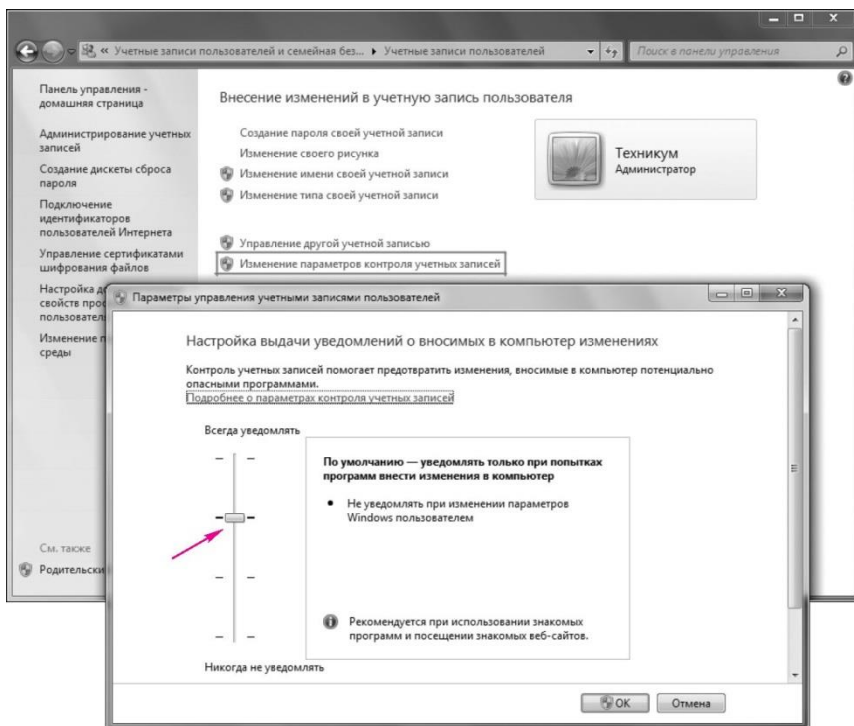 « Учетные записи пользователей и семейная без... ▸ Учетные записи пользователей
Поиск в панели управления
Панель управления -
домашняя страница
Администрирование учетных
записей
Создание дискеты сброса
пароля
Подключение
идентификаторов
пользователей Интернета
Управление сертификатами
шифрования файлов
Настройка
свойств
Изменение
среды
См. также
Внесение изменений в учетную запись пользователя
Создание пароля своей учетной записи
Изменение своего рисунка
Изменение имени своей учетной записи
Изменение типа своей учетной записи
Управление другой учетной записью
Изменение параметров контроля учетных записей
Техникум
Администратор
Параметры управления учетными записями пользователей
Настройка выдачи уведомлений о вносимых в компьютер изменениях
Контроль учетных записей помогает предотвратить изменения, вносимые в компьютер потенциально
опасными программами.
Подробнее о параметрах контроля учетных записей
Всегда уведомлять
По умолчанию — уведомлять только при попытках
программ внести изменения в компьютер
• Не уведомлять при изменении параметров
Windows пользователем
Рекомендуется при использовании знакомых
программ и посещении знакомых веб-сайтов.
Никогда не уведомлять
OK
Отмена